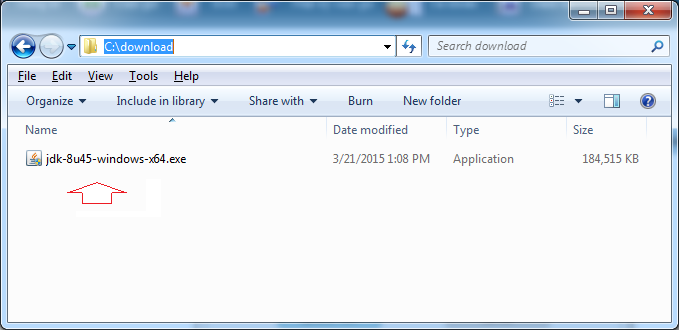 C:\download
Search download
File Edit View Tools Help
Organize Include in library Share with Burn New folder
Name Date modified Type Size
jdk-8u45-windows-x64.exe 3/21/2015 1:08 PM Application 184,515 KB